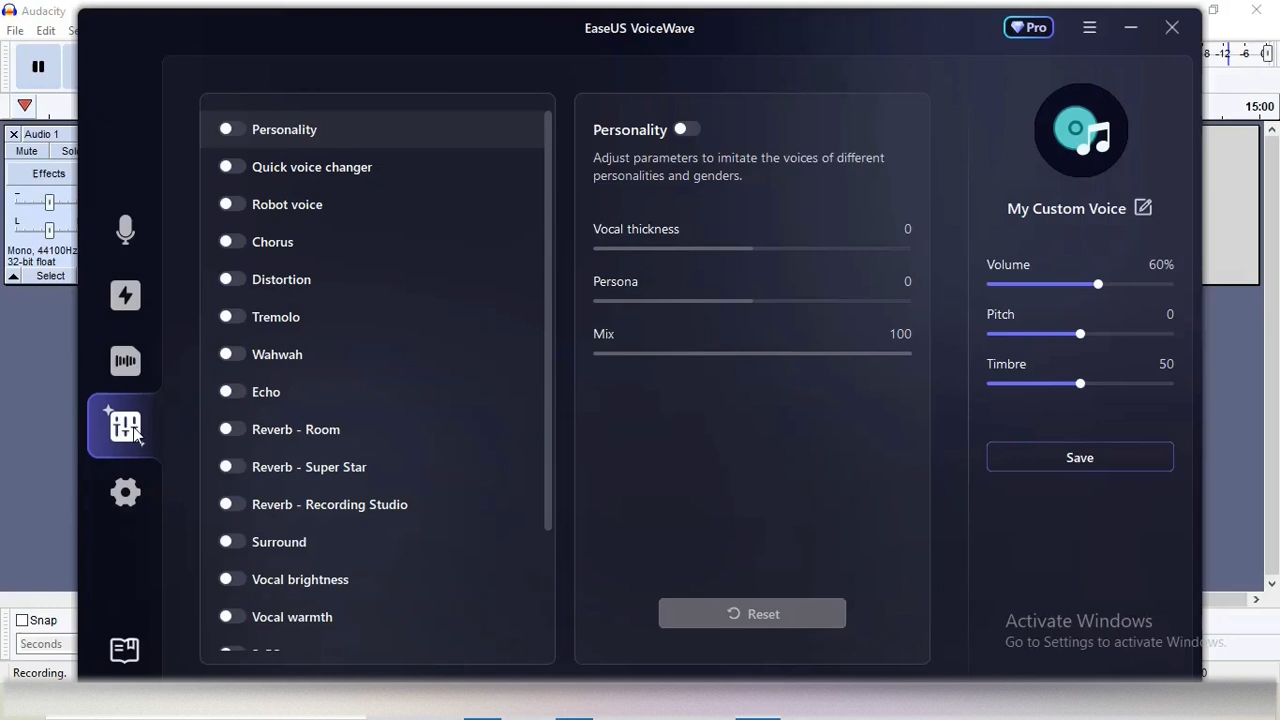 Audacity
File Edit
EaseUS VoiceWave
Pro
-12 -6 0
15:00
Audio 1
Mute
Effects
L
Mono, 44100Hz
32-bit float
Select
Personality
Quick voice changer
Robot voice
Chorus
Distortion
Tremolo
Wahwah
Echo
Reverb - Room
Reverb - Super Star
Reverb - Recording Studio
Surround
Vocal brightness
Vocal warmth
Personality
Adjust parameters to imitate the voices of different
personalities and genders.
Vocal thickness 0
Persona 0
Mix 100
Reset
My Custom Voice
Volume 60%
Pitch 0
Timbre 50
Save
Activate Windows
Go to Settings to activate Windows.
Snap
Seconds
Recording.